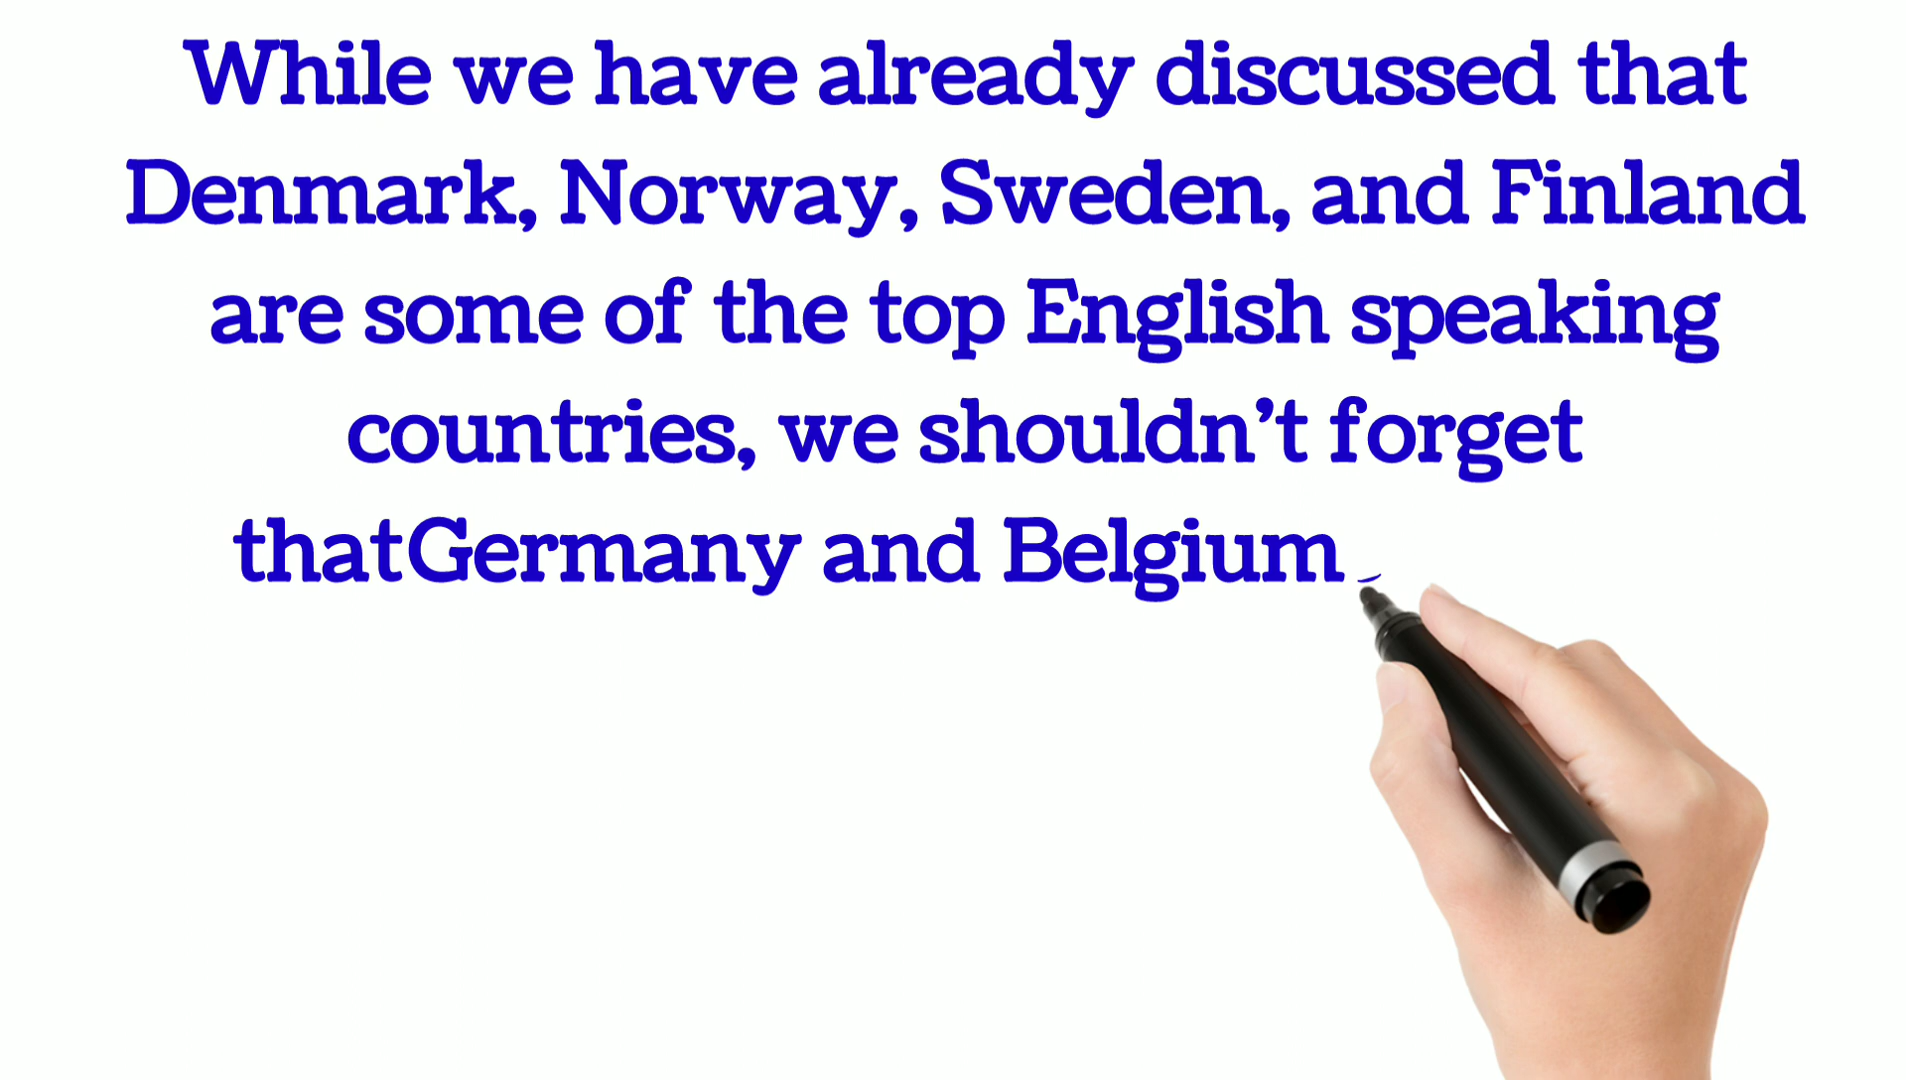 While we have already discussed that
Denmark, Norway, Sweden, and Finland
are some of the top English speaking
countries, we shouldn’t forget
thatGermany and Belgium